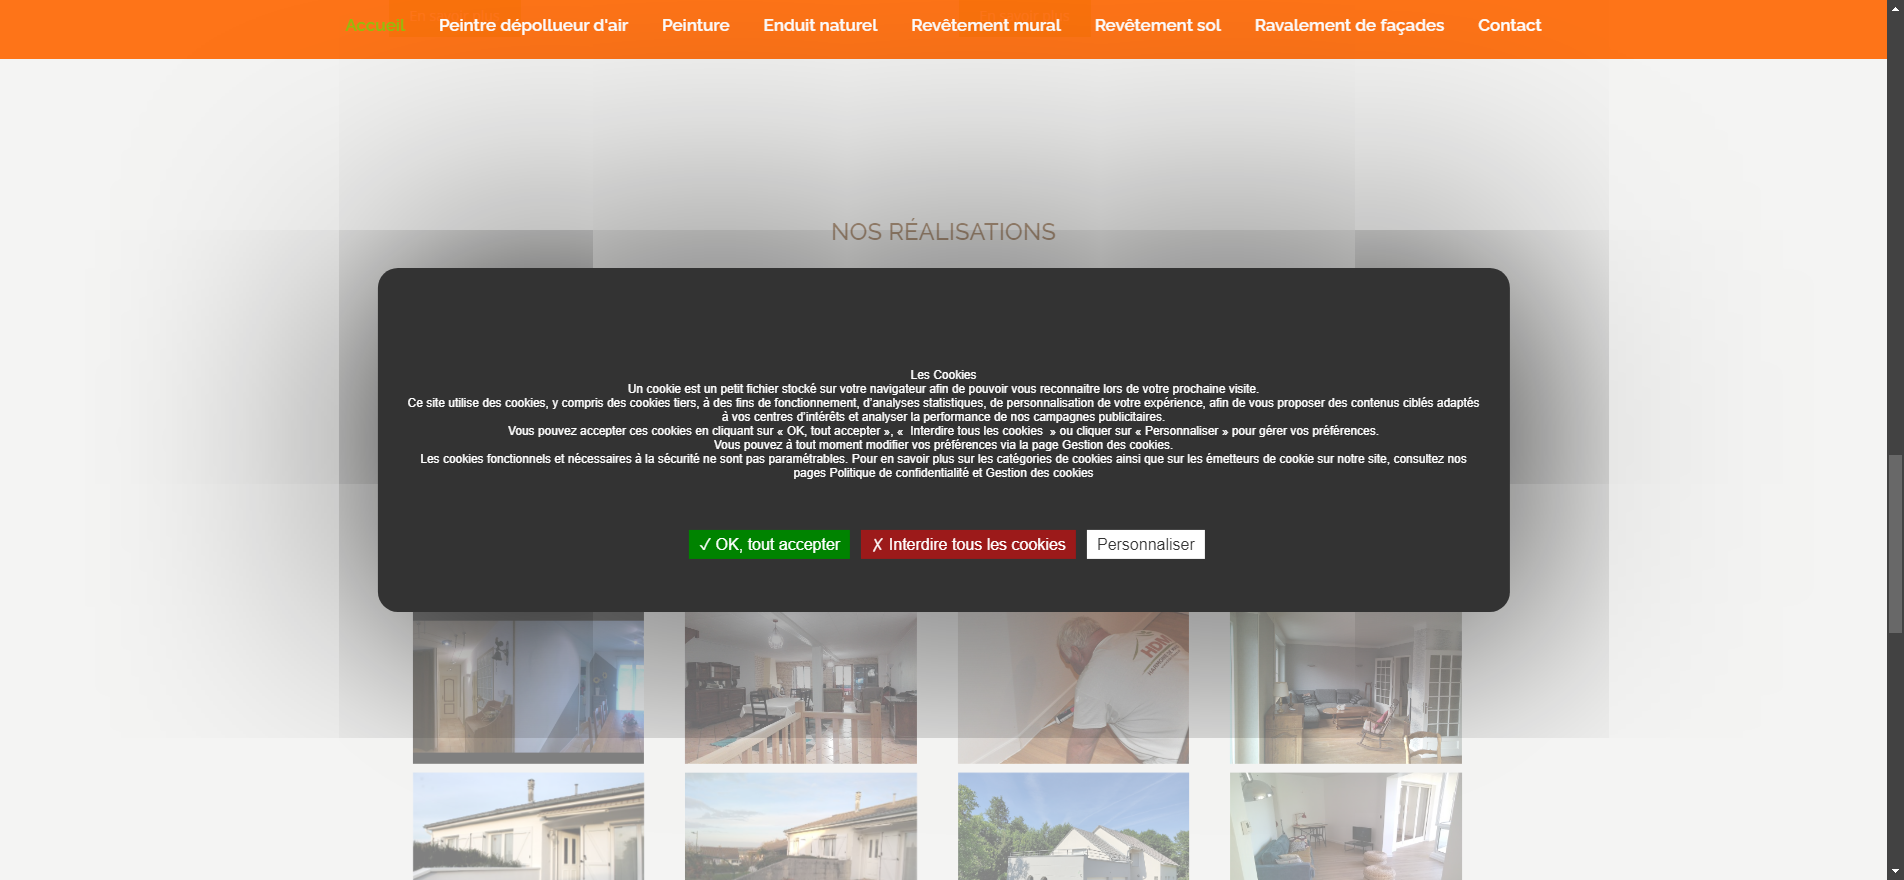 Accueil Peintre dépollueur d'air Peinture Enduit naturel Revêtement mural Revêtement sol Ravalement de façades Contact
NOS RÉALISATIONS
Les Cookies
Un cookie est un petit fichier stocké sur votre navigateur afin de pouvoir vous reconnaitre lors de votre prochaine visite.
Ce site utilise des cookies, y compris des cookies tiers, à des fins de fonctionnement, d'analyses statistiques, de personnalisation de votre expérience, afin de vous proposer des contenus ciblés adaptés
à vos centres d'intérêts et analyser la performance de nos campagnes publicitaires.
Vous pouvez accepter ces cookies en cliquant sur « OK, tout accepter », « Interdire tous les cookies » ou cliquer sur « Personnaliser » pour gérer vos préférences.
Vous pouvez à tout moment modifier vos préférences via la page Gestion des cookies.
Les cookies fonctionnels et nécessaires à la sécurité ne sont pas paramétrables. Pour en savoir plus sur les catégories de cookies ainsi que sur les émetteurs de cookie sur notre site, consultez nos
pages Politique de confidentialité et Gestion des cookies
✓ OK, tout accepter ✗ Interdire tous les cookies Personnaliser